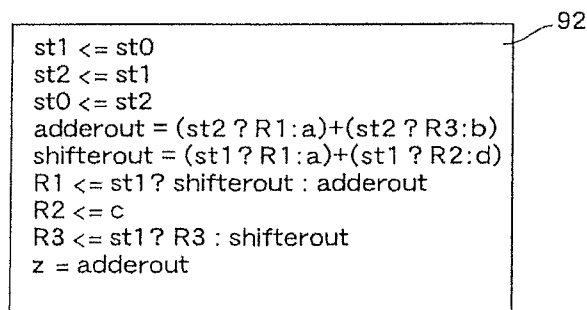 92
st1 <= st0
st2 <= st1
st0 <= st2
adderout = (st2 ? R1:a)+(st2 ? R3:b)
shifterout = (st1? R1:a)+(st1 ? R2:d)
R1 <= st1? shifterout : adderout
R2 <= c
R3 <= st1? R3 : shifterout
z = adderout